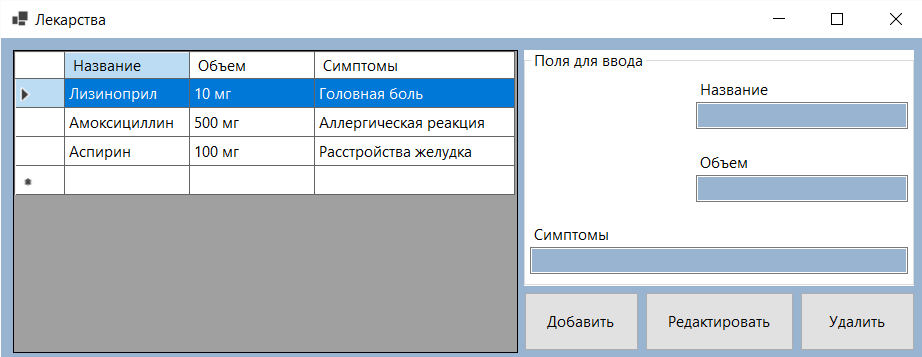 Лекарства
Название Объем Симптомы
Лизиноприл 10 мг Головная боль
Амоксициллин 500 мг Аллергическая реакция
Аспирин 100 мг Расстройства желудка
Поля для ввода
Название
Объем
Симптомы
Добавить Редактировать Удалить